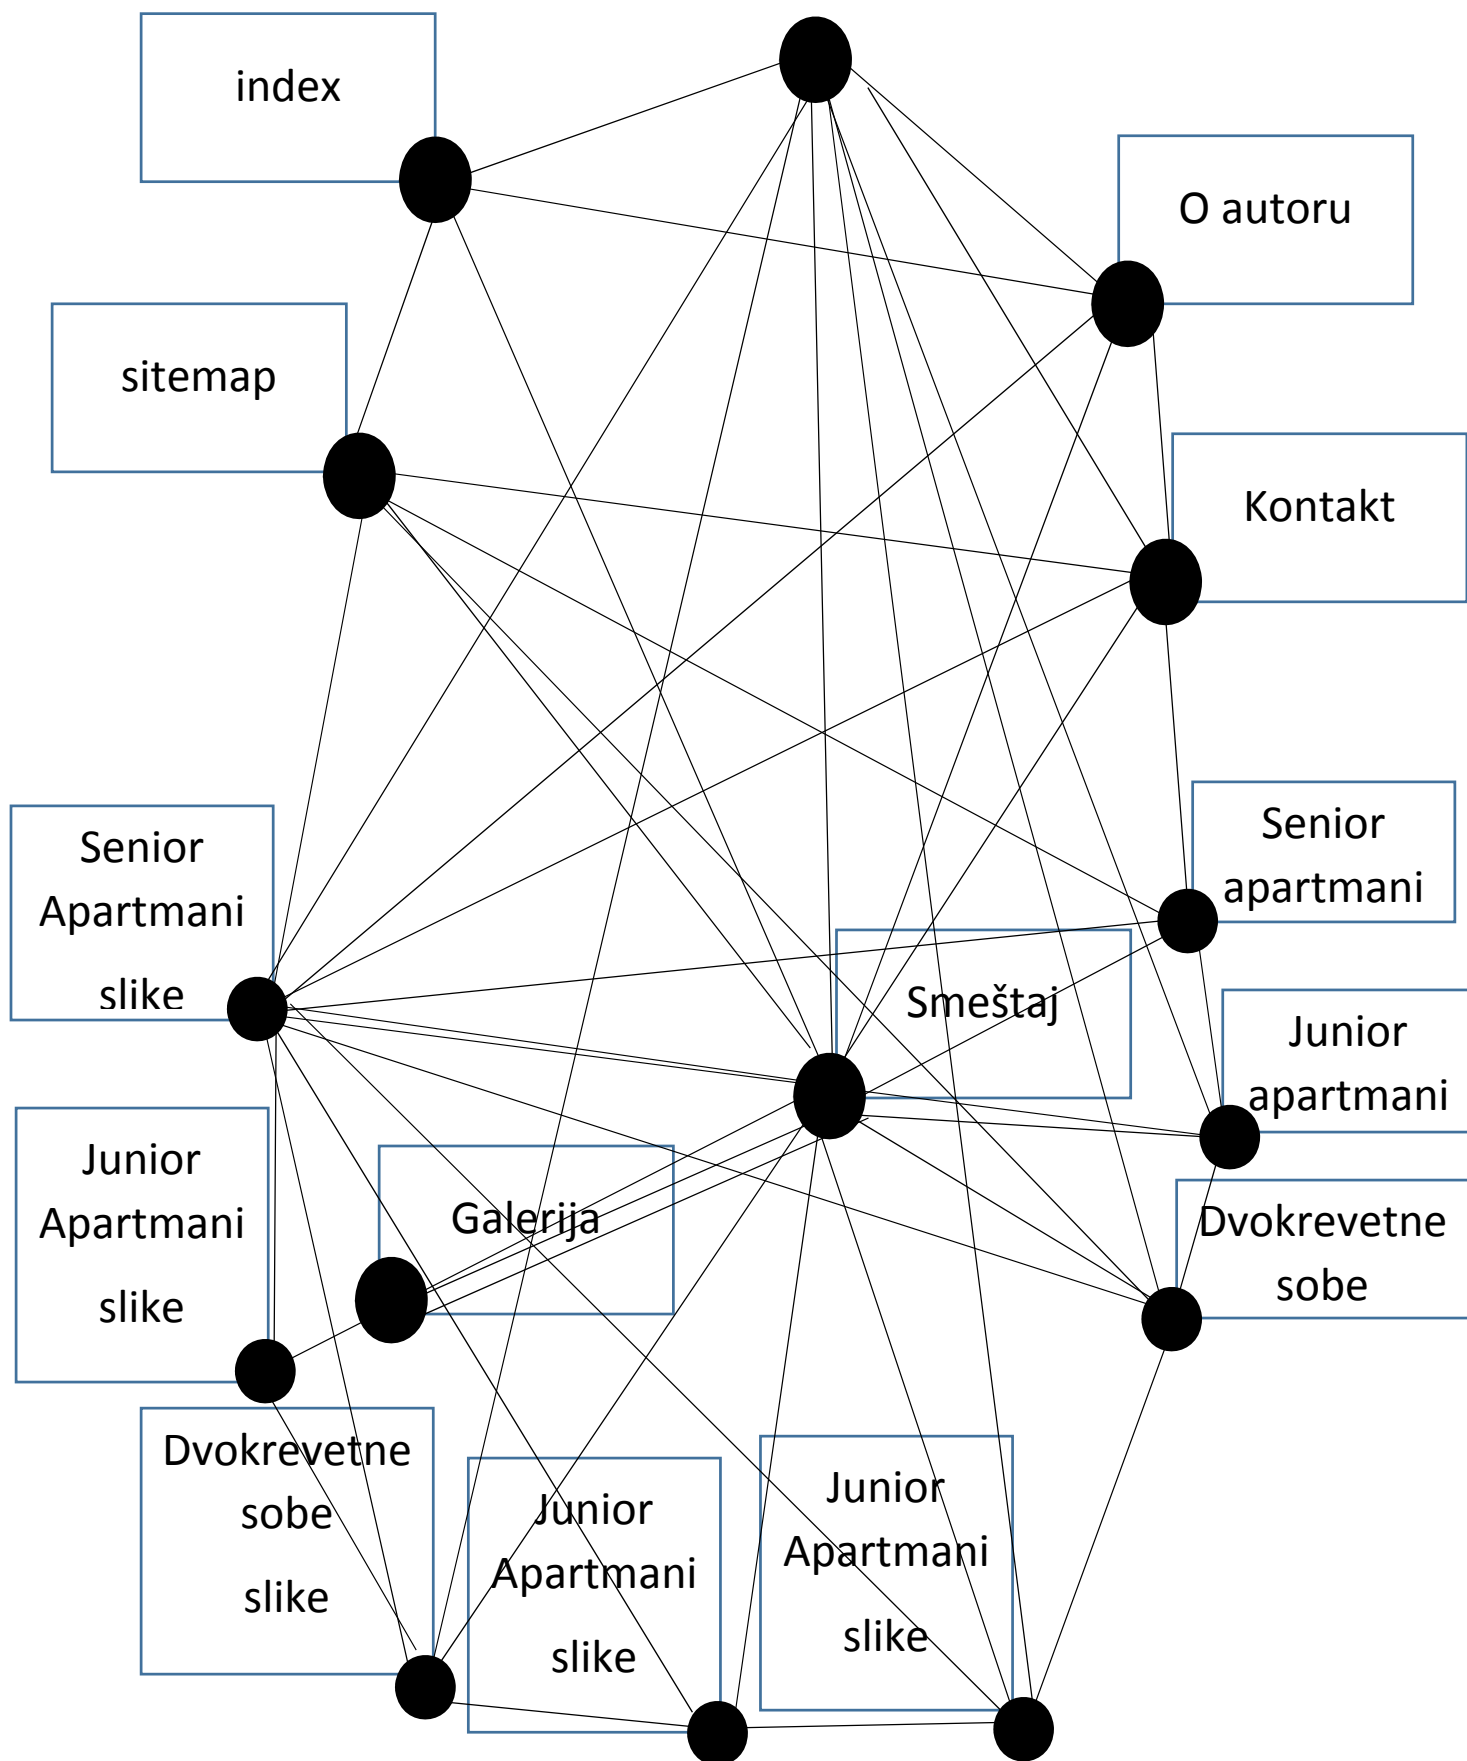 index
O autoru
sitemap
Kontakt
Senior
Apartmani
slike
Senior
apartmani
Smeštaj
Junior
apartmani
Junior
Apartmani
slike
Galerija
Dvokrevetne
sobe
Dvokrevetne
sobe
slike
Junior
Apartmani
slike
Junior
Apartmani
slike